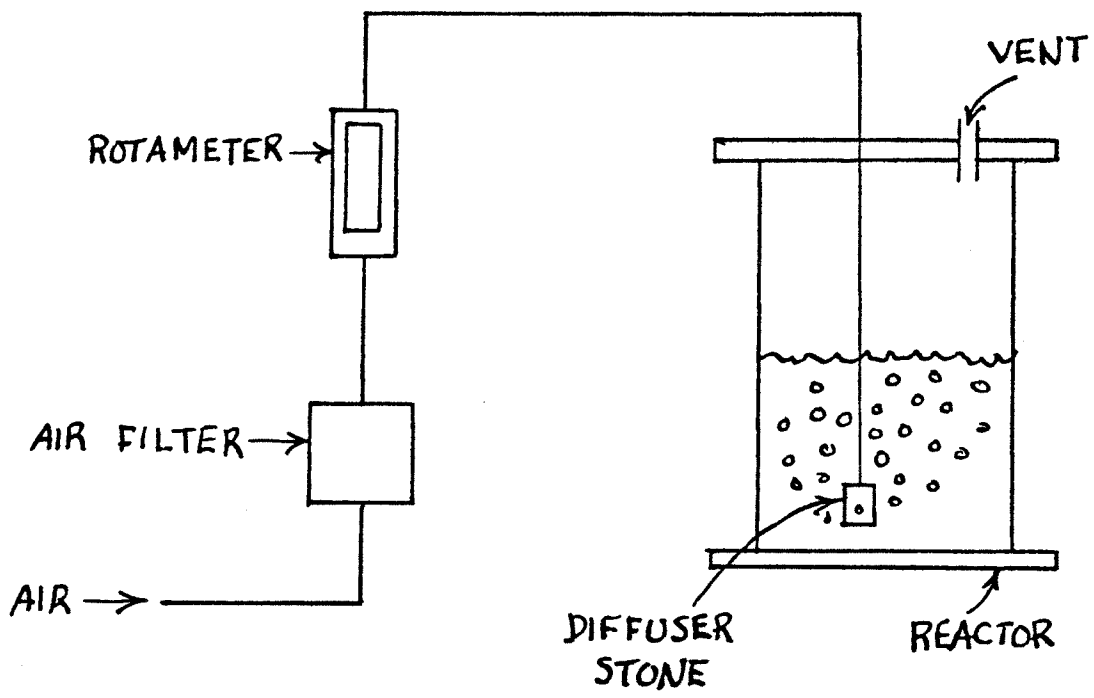 VENT
ROTAMETER
AIR FILTER
AIR
DIFFUSER
STONE
REACTOR